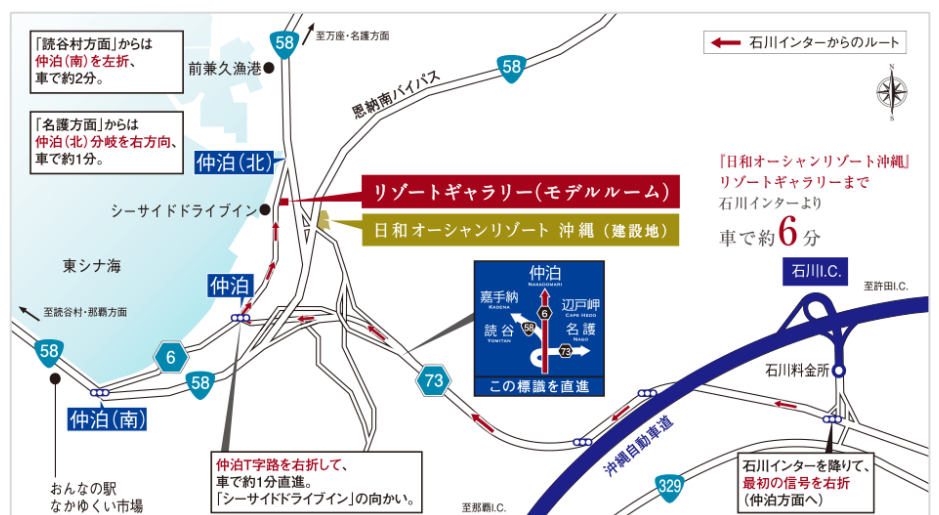 「読谷村方面」からは
仲泊(南)を左折、
車で約2分。
58
至万座・名護方面
前兼久漁港
石川インターからのルート
58
恩納南バイパス
N
S
「名護方面」からは
仲泊(北)分岐を右方向、
車で約1分。
仲泊(北)
『日和オーシャンリゾート沖縄』
リゾートギャラリーまで
石川インターより
車で約6分
リゾートギャラリー(モデルルーム)
シーサイドドライブイン
日和オーシャンリゾート 沖縄 (建設地)
東シナ海
仲泊
石川I.C.
至許田I.C.
至読谷村・那覇方面
仲泊
NAKADOMARI
嘉手納
KADENA
辺戸岬
CAPE HEDO
6
58
読谷
YOMITAN
名護
NAGO
73
この標識を直進
58
6
58
73
石川料金所
仲泊(南)
沖縄自動車道
仲泊T字路を右折して、
車で約1分直進。
「シーサイドドライブイン」の向かい。
石川インターを降りて、
最初の信号を右折
(仲泊方面へ)
329
おんなの駅
なかゆくい市場
至那覇I.C.